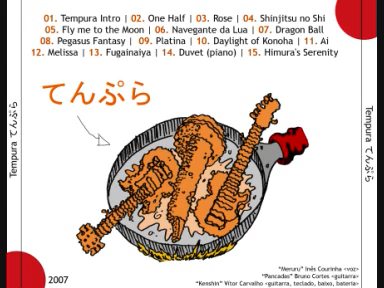 01. Tempura Intro | 02. One Half | 03. Rose | 04. Shinjitsu no Shi
05. Fly me to the Moon | 06. Navegante da Lua | 07. Dragon Ball
08. Pegasus Fantasy | 09. Platina | 10. Daylight of Konoha | 11. Ai
12. Melissa | 13. Fugainaiya | 14. Duvet (piano) | 15. Himura's Serenity
てんぷら
Tempura てんぷら
Tempura てんぷら
2007
"Meruru" Inês Courinha <voz>
"Pancadas" Bruno Cortes <guitarra>
"Kenshin" Vítor Carvalho <guitarra, teclado, baixo, bateria>